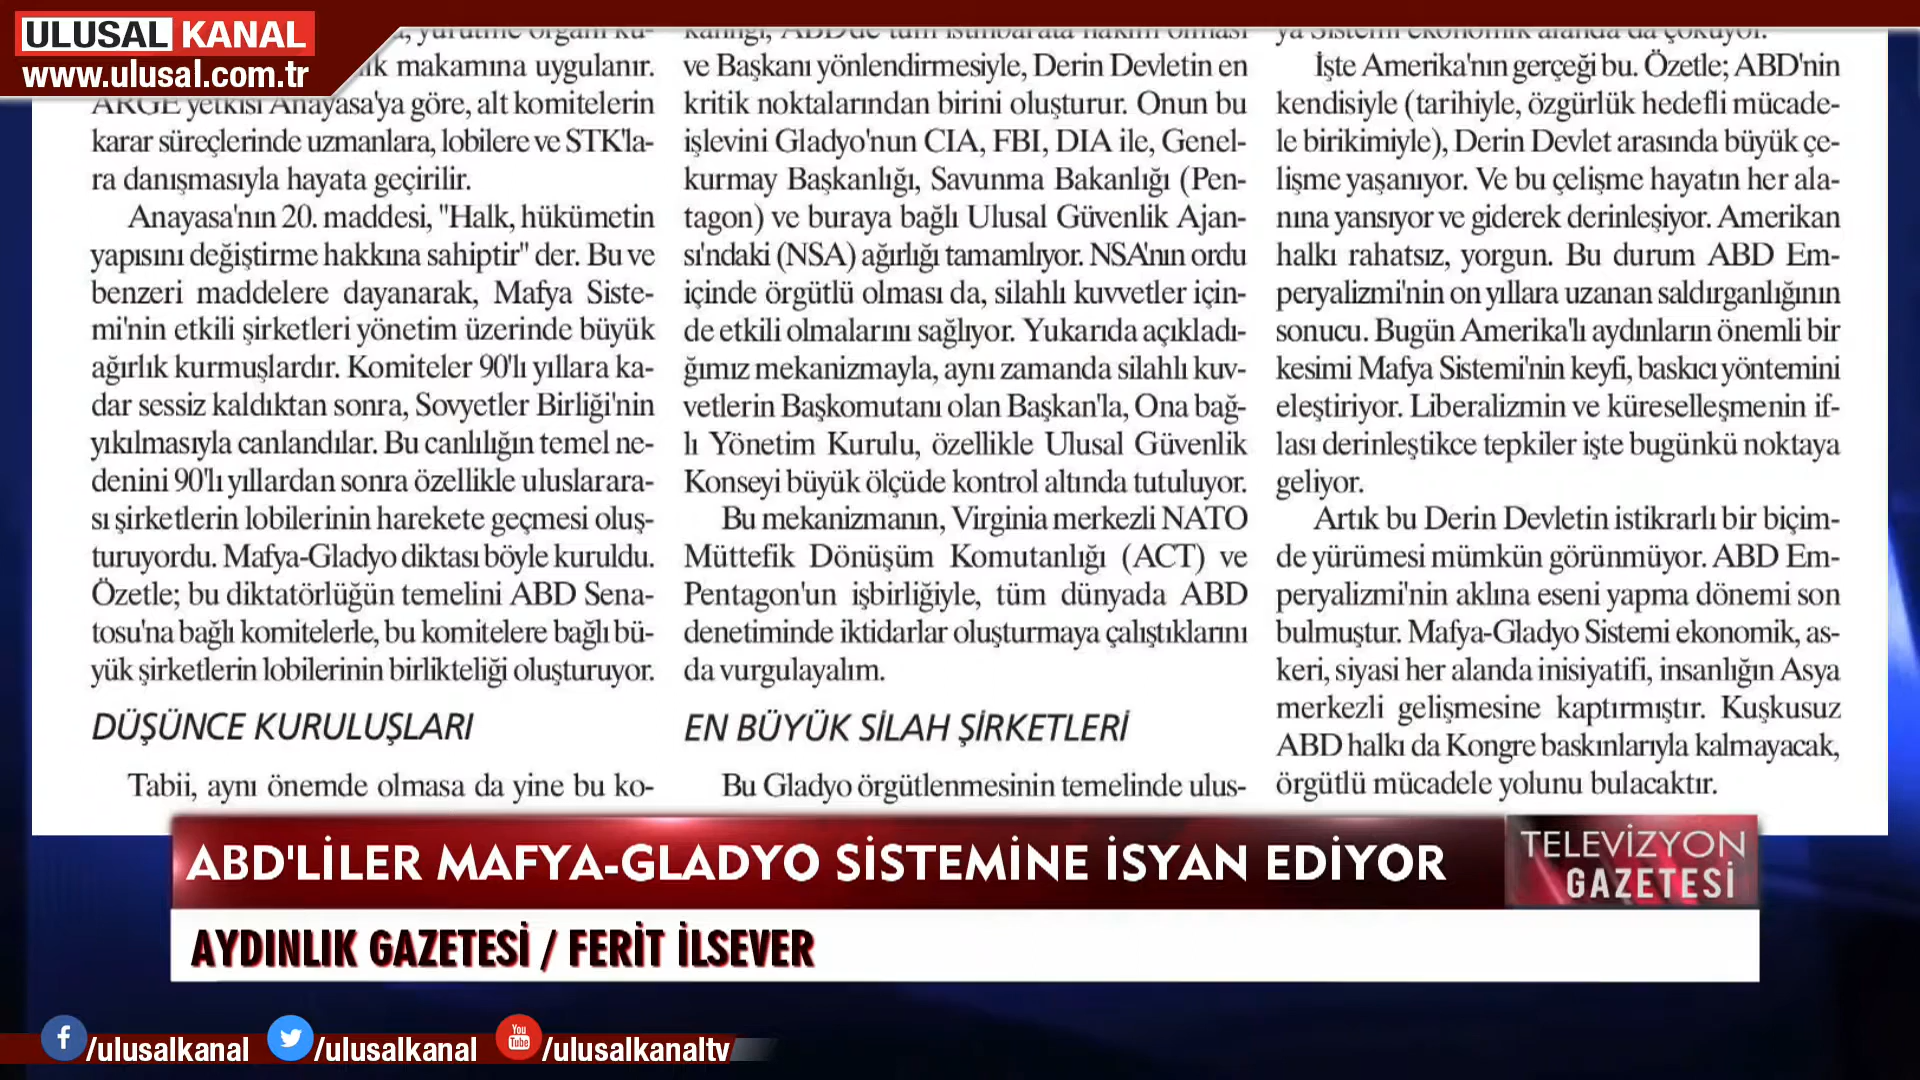 ULUSAL KANAL
www.ulusal.com.tr
yürütme organı ku-
lk makamına uygulanır.
ARGE yetkisi Anayasa'ya göre, alt komitelerin
karar süreçlerinde uzmanlara, lobilere ve STK'la-
ra danışmasıyla hayata geçirilir.
Anayasa'nın 20. maddesi, "Halk, hükümetin
yapısını değiştirme hakkına sahiptir" der. Bu ve
benzeri maddelere dayanarak, Mafya Siste-
mi'nin etkili şirketleri yönetim üzerinde büyük
ağırlık kurmuşlardır. Komiteler 90'lı yıllara ka-
dar sessiz kaldıktan sonra, Sovyetler Birliği'nin
yıkılmasıyla canlandılar. Bu canlılığın temel ne-
denini 90'lı yıllardan sonra özellikle uluslarara-
sı şirketlerin lobilerinin harekete geçmesi oluş-
turuyordu. Mafya-Gladyo diktası böyle kuruldu.
Özetle; bu diktatörlüğün temelini ABD Sena-
tosu'na bağlı komitelerle, bu komitelere bağlı bü-
yük şirketlerin lobilerinin birlikteliği oluşturuyor.
DÜŞÜNCE KURULUŞLARI
Tabii, aynı önemde olmasa da yine bu ko-
kanlığı, ABD'de tüm istihbarata hakim olması
ve Başkanı yönlendirmesiyle, Derin Devletin en
kritik noktalarından birini oluşturur. Onun bu
işlevini Gladyo'nun CIA, FBI, DIA ile, Genel-
kurmay Başkanlığı, Savunma Bakanlığı (Pen-
tagon) ve buraya bağlı Ulusal Güvenlik Ajan-
sı'ndaki (NSA) ağırlığı tamamlıyor. NSA'nın ordu
içinde örgütlü olması da, silahlı kuvvetler için-
de etkili olmalarını sağlıyor. Yukarıda açıkladı-
ğımız mekanizmayla, aynı zamanda silahlı kuv-
vetlerin Başkomutanı olan Başkan'la, Ona bağ-
lı Yönetim Kurulu, özellikle Ulusal Güvenlik
Konseyi büyük ölçüde kontrol altında tutuluyor.
Bu mekanizmanın, Virginia merkezli NATO
Müttefik Dönüşüm Komutanlığı (ACT) ve
Pentagon'un işbirliğiyle, tüm dünyada ABD
denetiminde iktidarlar oluşturmaya çalıştıklarını
da vurgulayalım.
EN BÜYÜK SİLAH ŞİRKETLERİ
Bu Gladyo örgütlenmesinin temelinde ulus-
ya Sistemi ekonomik alanda da çöküyor.
İşte Amerika'nın gerçeği bu. Özetle; ABD'nin
kendisiyle (tarihiyle, özgürlük hedefli mücade-
le birikimiyle), Derin Devlet arasında büyük çe-
lişme yaşanıyor. Ve bu çelişme hayatın her ala-
nına yansıyor ve giderek derinleşiyor. Amerikan
halkı rahatsız, yorgun. Bu durum ABD Em-
peryalizmi'nin on yıllara uzanan saldırganlığının
sonucu. Bugün Amerika'lı aydınların önemli bir
kesimi Mafya Sistemi'nin keyfi, baskıcı yöntemini
eleştiriyor. Liberalizmin ve küreselleşmenin if-
lası derinleştikce tepkiler işte bugünkü noktaya
geliyor.
Artık bu Derin Devletin istikrarlı bir biçim-
de yürümesi mümkün görünmüyor. ABD Em-
peryalizmi'nin aklına eseni yapma dönemi son
bulmuştur. Mafya-Gladyo Sistemi ekonomik, as-
keri, siyasi her alanda inisiyatifi, insanlığın Asya
merkezli gelişmesine kaptırmıştır. Kuşkusuz
ABD halkı da Kongre baskınlarıyla kalmayacak,
örgütlü mücadele yolunu bulacaktır.
ABD'LİLER MAFYA-GLADYO SİSTEMİNE İSYAN EDİYOR
TELEVİZYON
GAZETESİ
AYDINLIK GAZETESİ / FERİT İLSEVER
/ulusalkanal
/ulusalkanal
You
Tube
/ulusalkanaltv